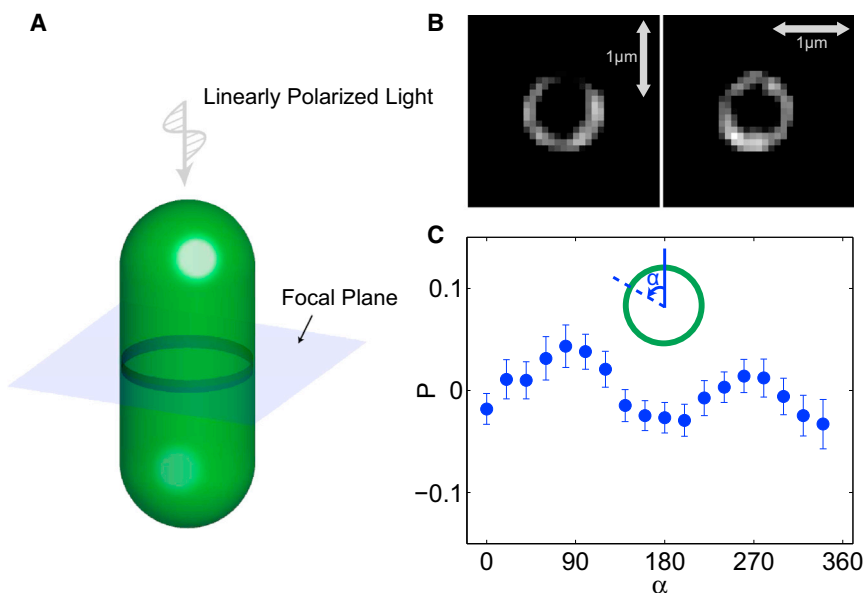 A
Linearly Polarized Light
Focal Plane
B
1μm
1μm
C
α
0.1
0
−0.1
P
0
90
180
270
360
α